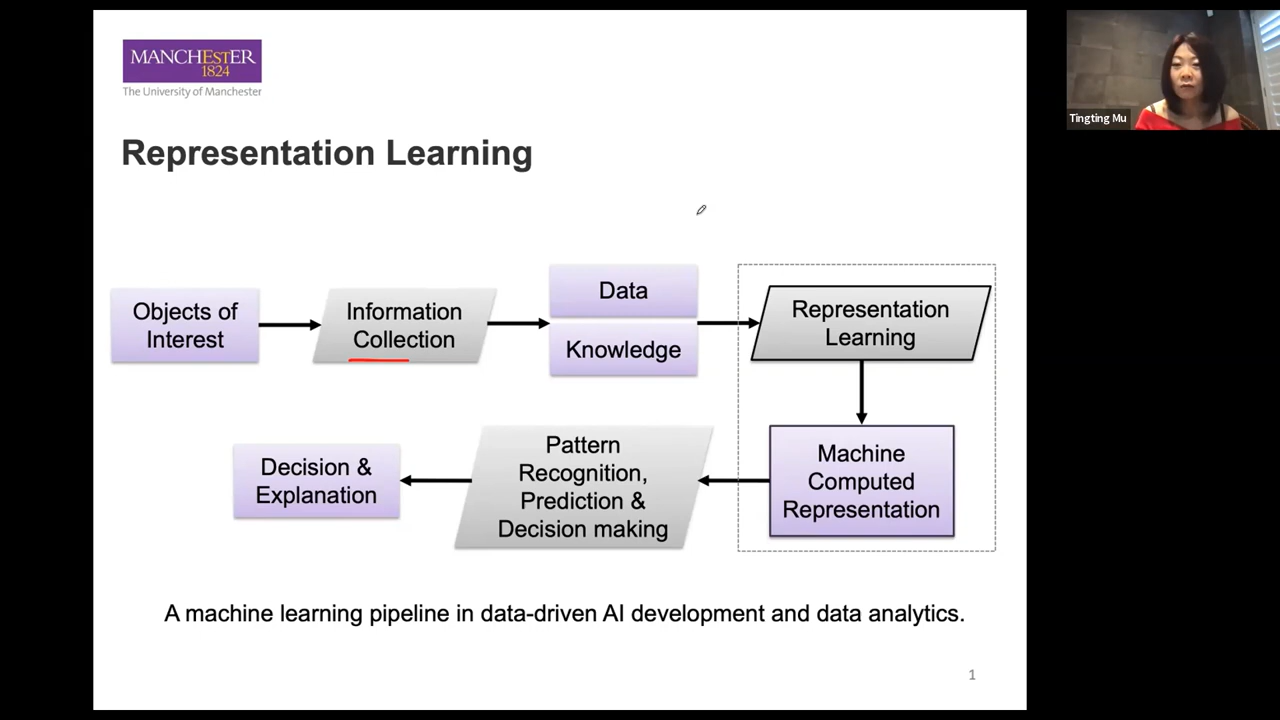 MANCHESTER
1824
The University of Manchester
Representation Learning
Objects of
Interest
Information
Collection
Data
Knowledge
Representation
Learning
Machine
Computed
Representation
Pattern
Recognition,
Prediction &
Decision making
Decision &
Explanation
A machine learning pipeline in data-driven AI development and data analytics.
1
Tingting Mu